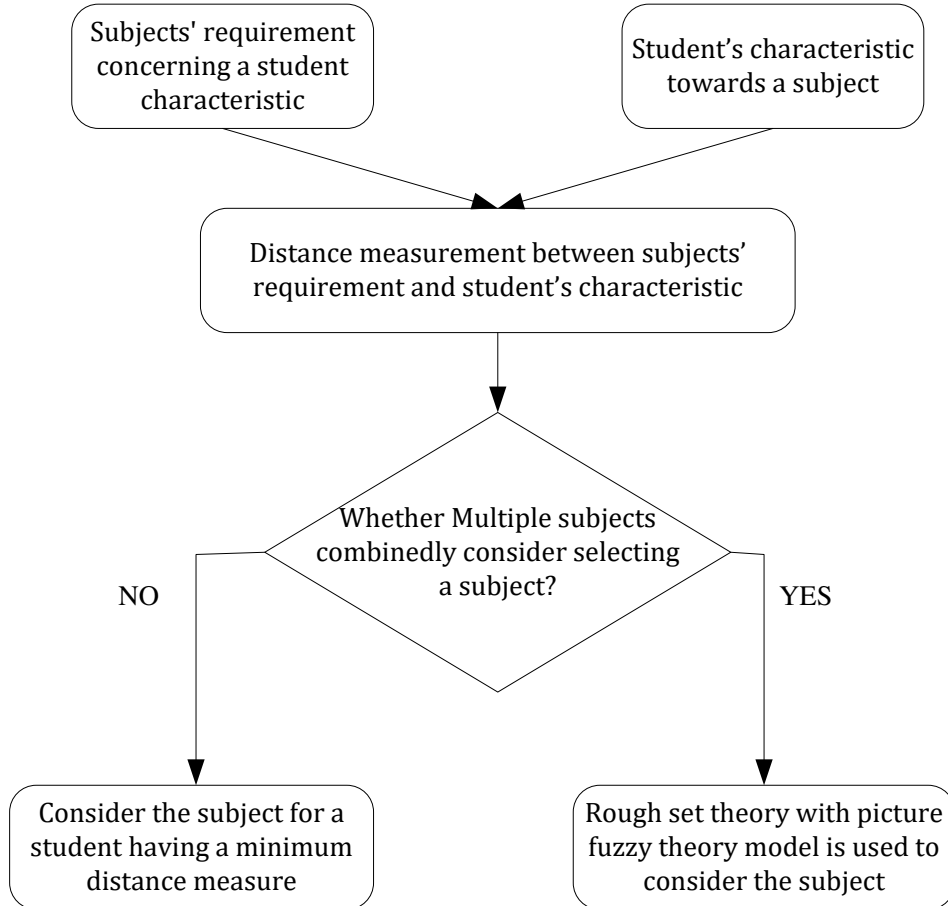 Subjects' requirement
concerning a student
characteristic
Student’s characteristic
towards a subject
Distance measurement between subjects’
requirement and student’s characteristic
Whether Multiple subjects
combinedly consider selecting
a subject?
NO
YES
Consider the subject for a
student having a minimum
distance measure
Rough set theory with picture
fuzzy theory model is used to
consider the subject